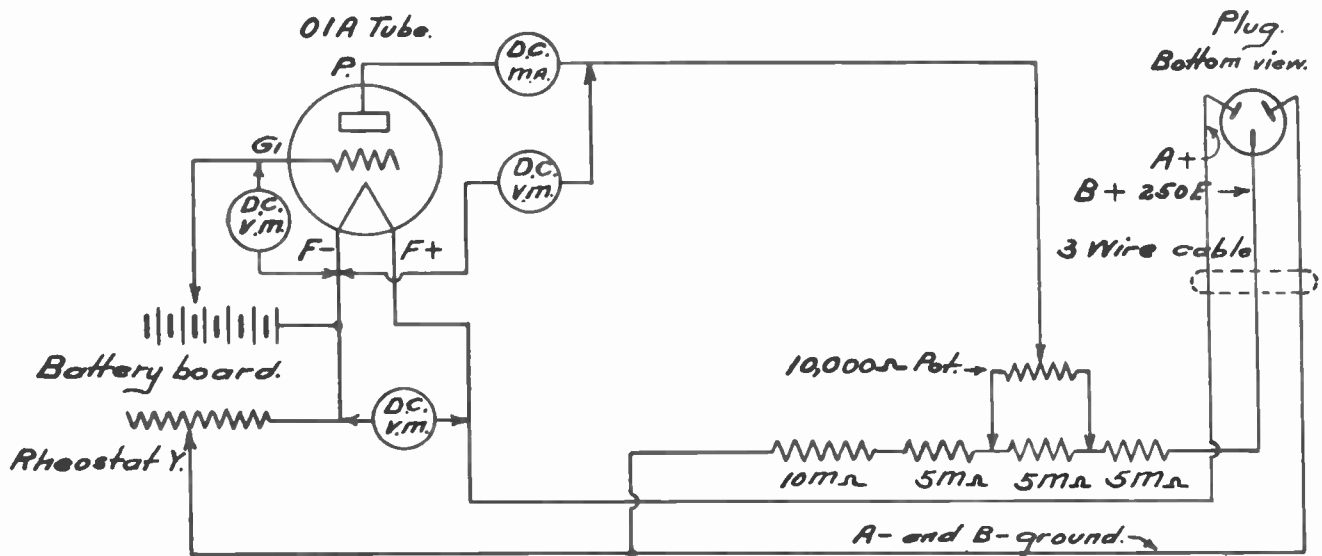 01A Tube.
P.
D.C.
m.A.
Plug.
Bottom view.
G1
D.C.
V.m.
D.C.
V.m.
A+
B + 250E
F-
F+
3 Wire cable
Battery board.
10,000Ω Pot.
D.C.
V.m.
Rheostat Y.
10MΩ
5MΩ
5MΩ
5MΩ
A- and B- ground.